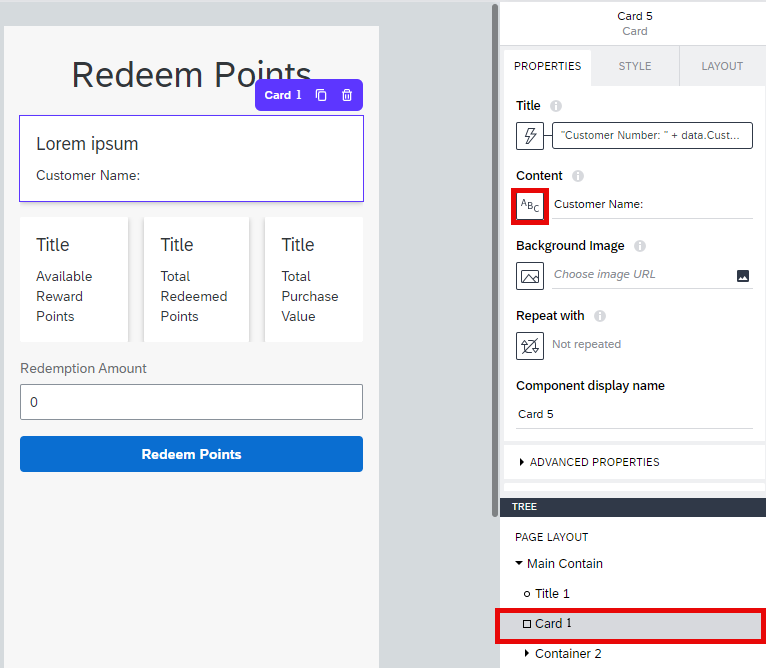 Redeem Points
Card 1
Lorem ipsum
Customer Name:
Title
Available
Reward
Points
Title
Total
Redeemed
Points
Title
Total
Purchase
Value
Redemption Amount
0
Redeem Points
Card 5
Card
PROPERTIES
STYLE
LAYOUT
Title
"Customer Number: " + data.Cust...
Content
ABC
Customer Name:
Background Image
Choose image URL
Repeat with
Not repeated
Component display name
Card 5
ADVANCED PROPERTIES
TREE
PAGE LAYOUT
Main Contain
Title 1
Card 1
Container 2